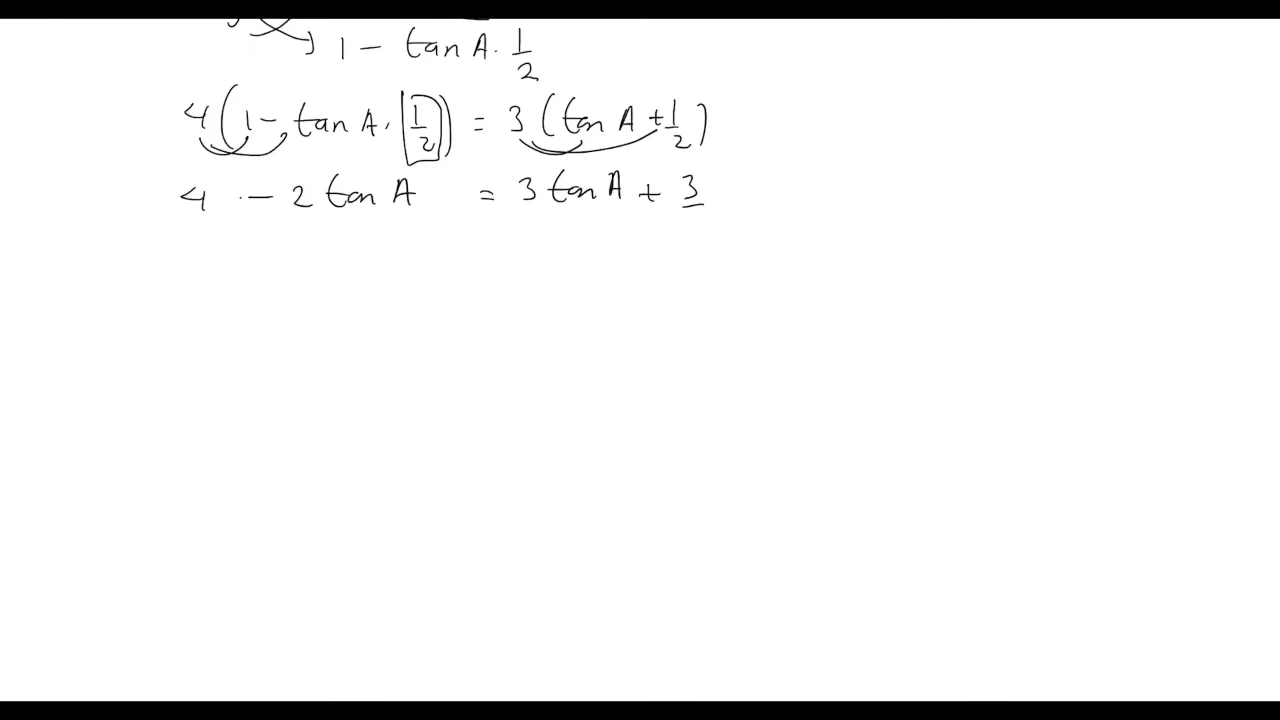 1 - tan A . 1/2
4 (1 - tan A . 1/2) = 3 (tan A + 1/2)
4 - 2 tan A = 3 tan A + 3